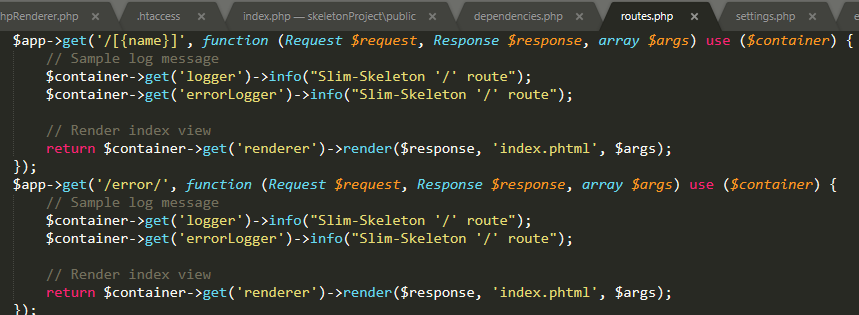 hpRenderer.php × .htaccess × index.php — skeletonProject\public × dependencies.php × routes.php × settings.php × e
$app->get('/[{name}]', function (Request $request, Response $response, array $args) use ($container) {
    // Sample log message
    $container->get('logger')->info("Slim-Skeleton '/' route");
    $container->get('errorLogger')->info("Slim-Skeleton '/' route");

    // Render index view
    return $container->get('renderer')->render($response, 'index.phtml', $args);
});
$app->get('/error/', function (Request $request, Response $response, array $args) use ($container) {
    // Sample log message
    $container->get('logger')->info("Slim-Skeleton '/' route");
    $container->get('errorLogger')->info("Slim-Skeleton '/' route");

    // Render index view
    return $container->get('renderer')->render($response, 'index.phtml', $args);
});